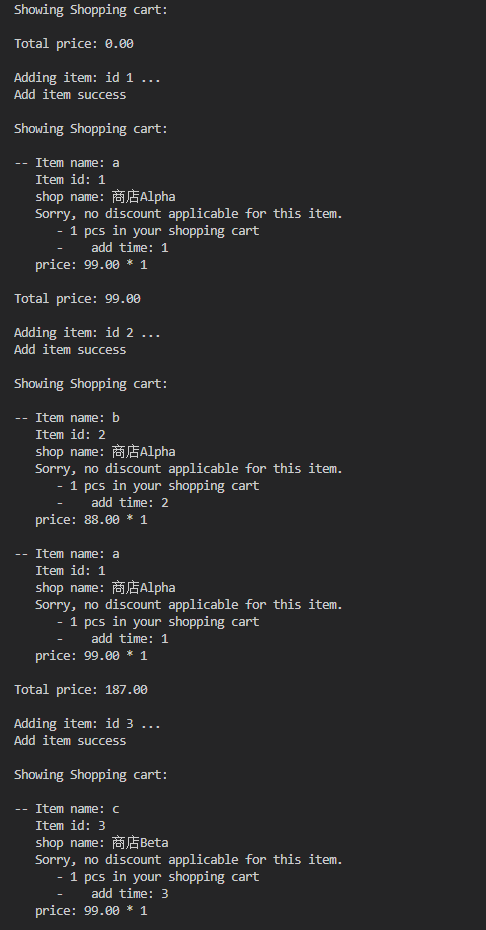 Showing Shopping cart:
Total price: 0.00
Adding item: id 1 ...
Add item success
Showing Shopping cart:
-- Item name: a
Item id: 1
shop name: 商店Alpha
Sorry, no discount applicable for this item.
- 1 pcs in your shopping cart
-    add time: 1
price: 99.00 * 1
Total price: 99.00
Adding item: id 2 ...
Add item success
Showing Shopping cart:
-- Item name: b
Item id: 2
shop name: 商店Alpha
Sorry, no discount applicable for this item.
- 1 pcs in your shopping cart
-    add time: 2
price: 88.00 * 1
-- Item name: a
Item id: 1
shop name: 商店Alpha
Sorry, no discount applicable for this item.
- 1 pcs in your shopping cart
-    add time: 1
price: 99.00 * 1
Total price: 187.00
Adding item: id 3 ...
Add item success
Showing Shopping cart:
-- Item name: c
Item id: 3
shop name: 商店Beta
Sorry, no discount applicable for this item.
- 1 pcs in your shopping cart
-    add time: 3
price: 99.00 * 1